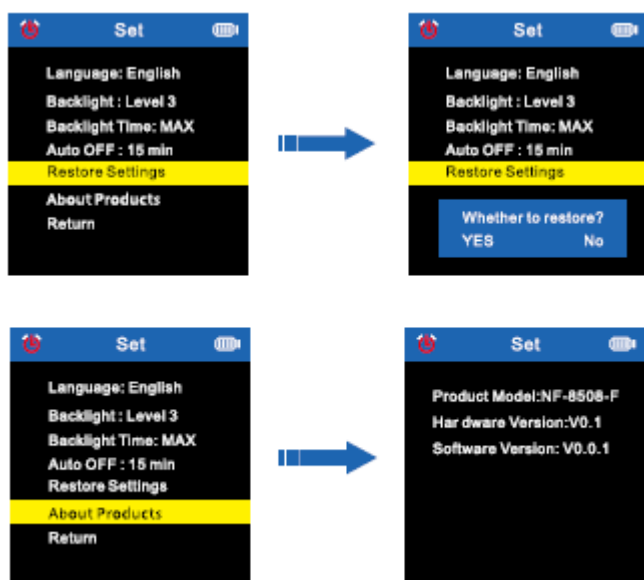 Set
Language: English
Backlight : Level 3
Backlight Time: MAX
Auto OFF : 15 min
Restore Settings
About Products
Return
Set
Language: English
Backlight : Level 3
Backlight Time: MAX
Auto OFF : 15 min
Restore Settings
Whether to restore?
YES No
Set
Language: English
Backlight : Level 3
Backlight Time: MAX
Auto OFF : 15 min
Restore Settings
About Products
Return
Set
Product Model:NF-8508-F
Har dware Version:V0.1
Software Version: V0.0.1